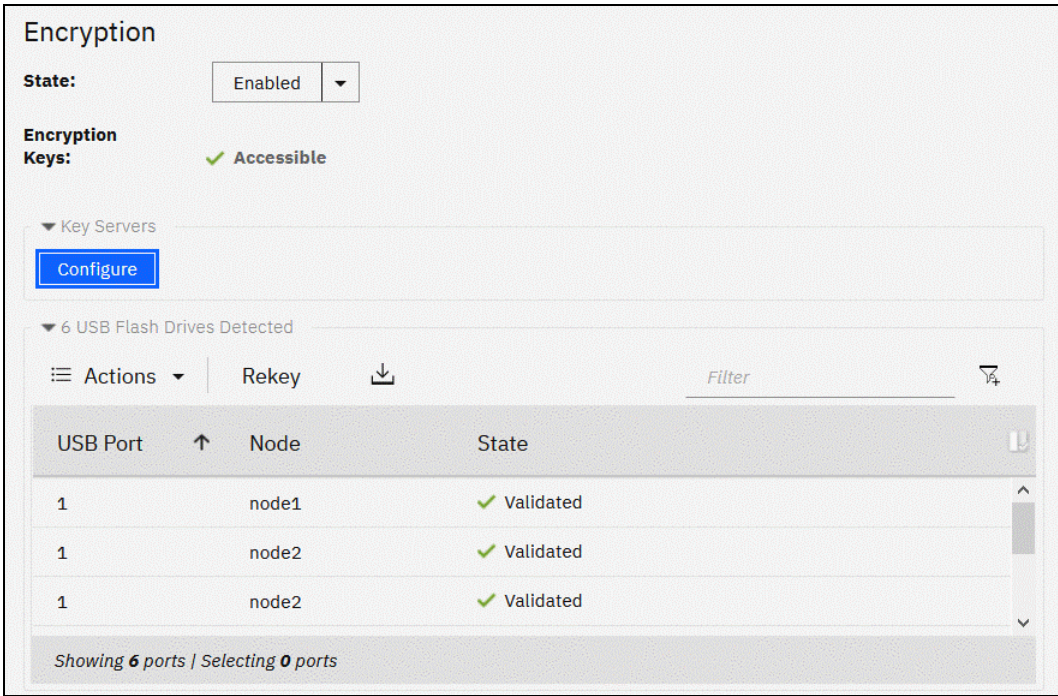 Encryption
State: Enabled
Encryption
Keys: Accessible
Key Servers
Configure
6 USB Flash Drives Detected
Actions Rekey Filter
USB Port Node State
1 node1 Validated
1 node2 Validated
1 node2 Validated
Showing 6 ports | Selecting 0 ports